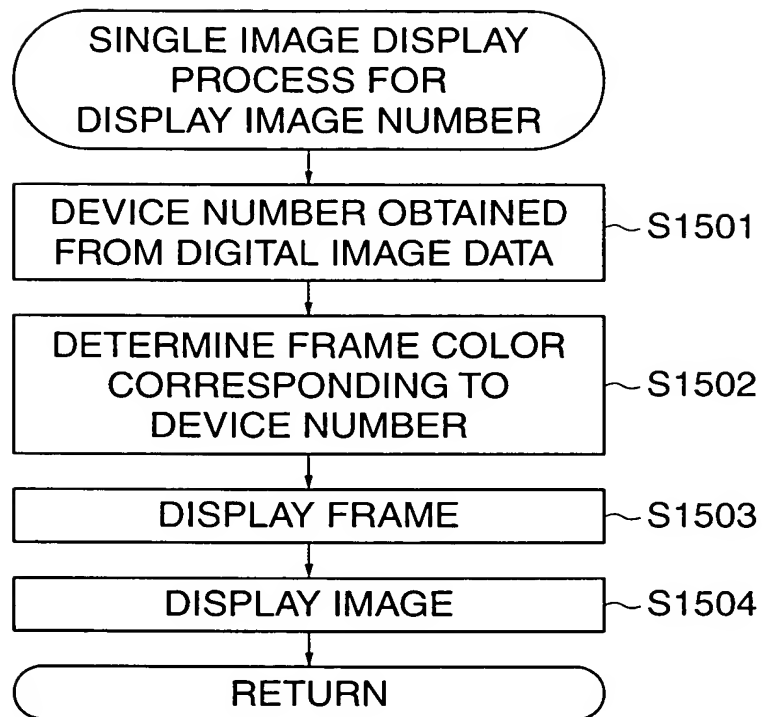 SINGLE IMAGE DISPLAY
PROCESS FOR
DISPLAY IMAGE NUMBER
DEVICE NUMBER OBTAINED
FROM DIGITAL IMAGE DATA
S1501
DETERMINE FRAME COLOR
CORRESPONDING TO
DEVICE NUMBER
S1502
DISPLAY FRAME
S1503
DISPLAY IMAGE
S1504
RETURN